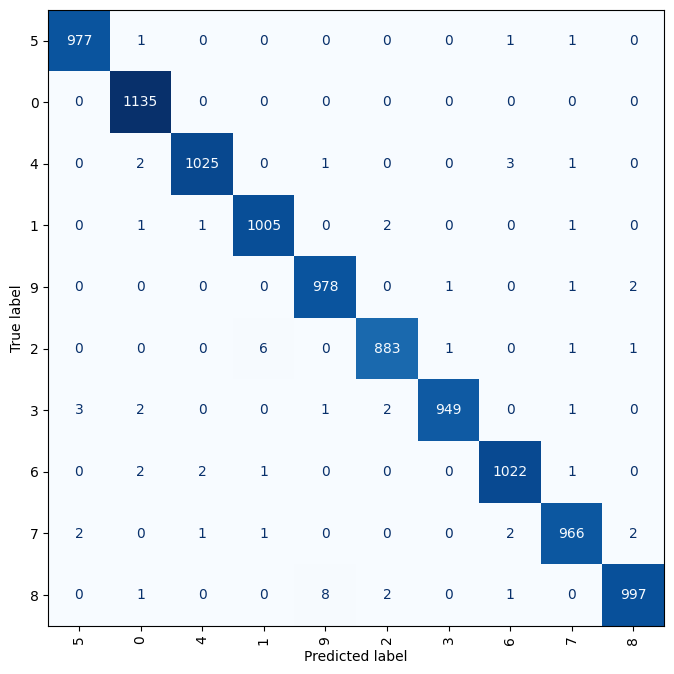 5 977 1 0 0 0 0 0 1 1 0
0 0 1135 0 0 0 0 0 0 0 0
4 0 2 1025 0 1 0 0 3 1 0
1 0 1 1 1005 0 2 0 0 1 0
9 0 0 0 0 978 0 1 0 1 2
2 0 0 0 6 0 883 1 0 1 1
3 3 2 0 0 1 2 949 0 1 0
6 0 2 2 1 0 0 0 1022 1 0
7 2 0 1 1 0 0 0 2 966 2
8 0 1 0 0 8 2 0 1 0 997
True label
5 0 4 1 9 2 3 6 7 8
Predicted label